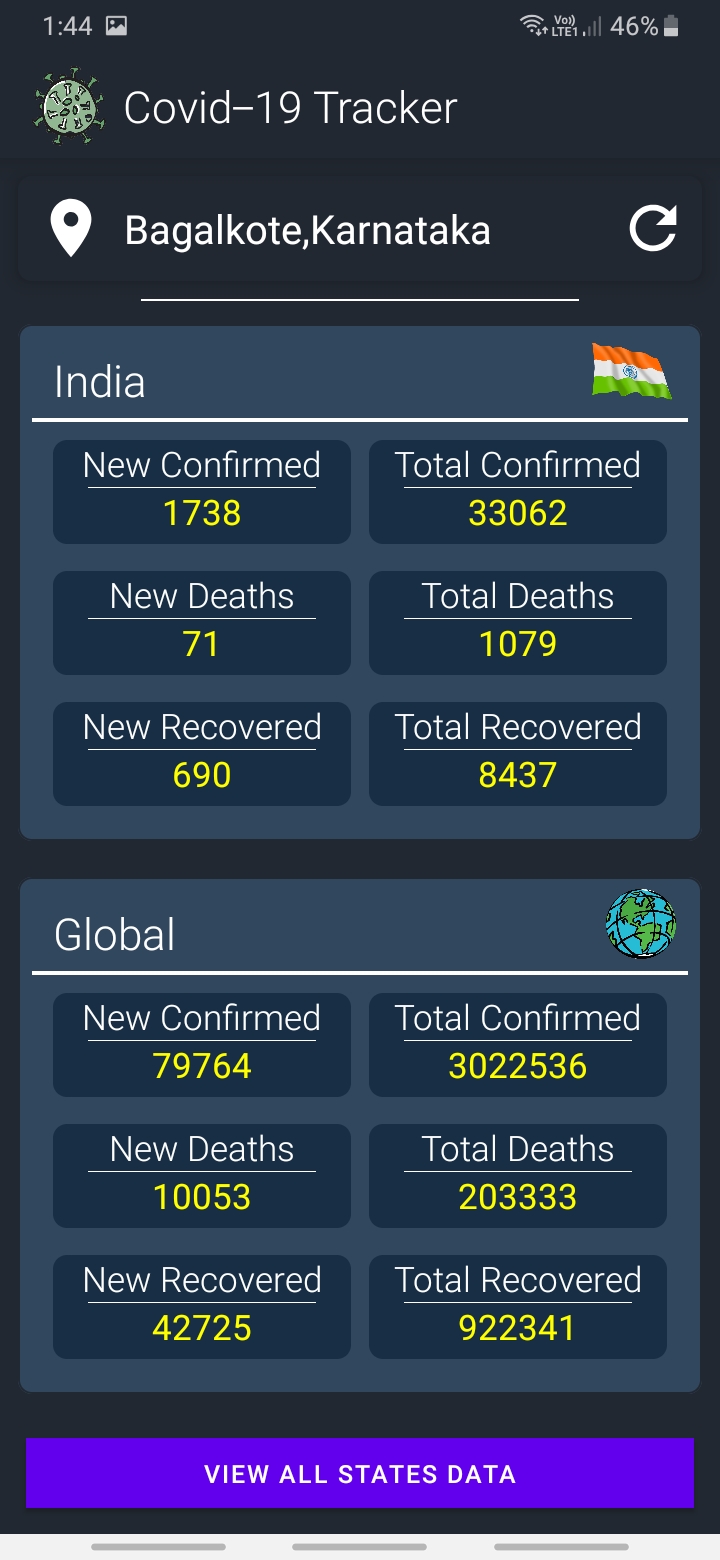 1:44 Vo)) LTE1 46%
Covid–19 Tracker
Bagalkote,Karnataka
India
New Confirmed Total Confirmed
1738 33062
New Deaths Total Deaths
71 1079
New Recovered Total Recovered
690 8437
Global
New Confirmed Total Confirmed
79764 3022536
New Deaths Total Deaths
10053 203333
New Recovered Total Recovered
42725 922341
VIEW ALL STATES DATA